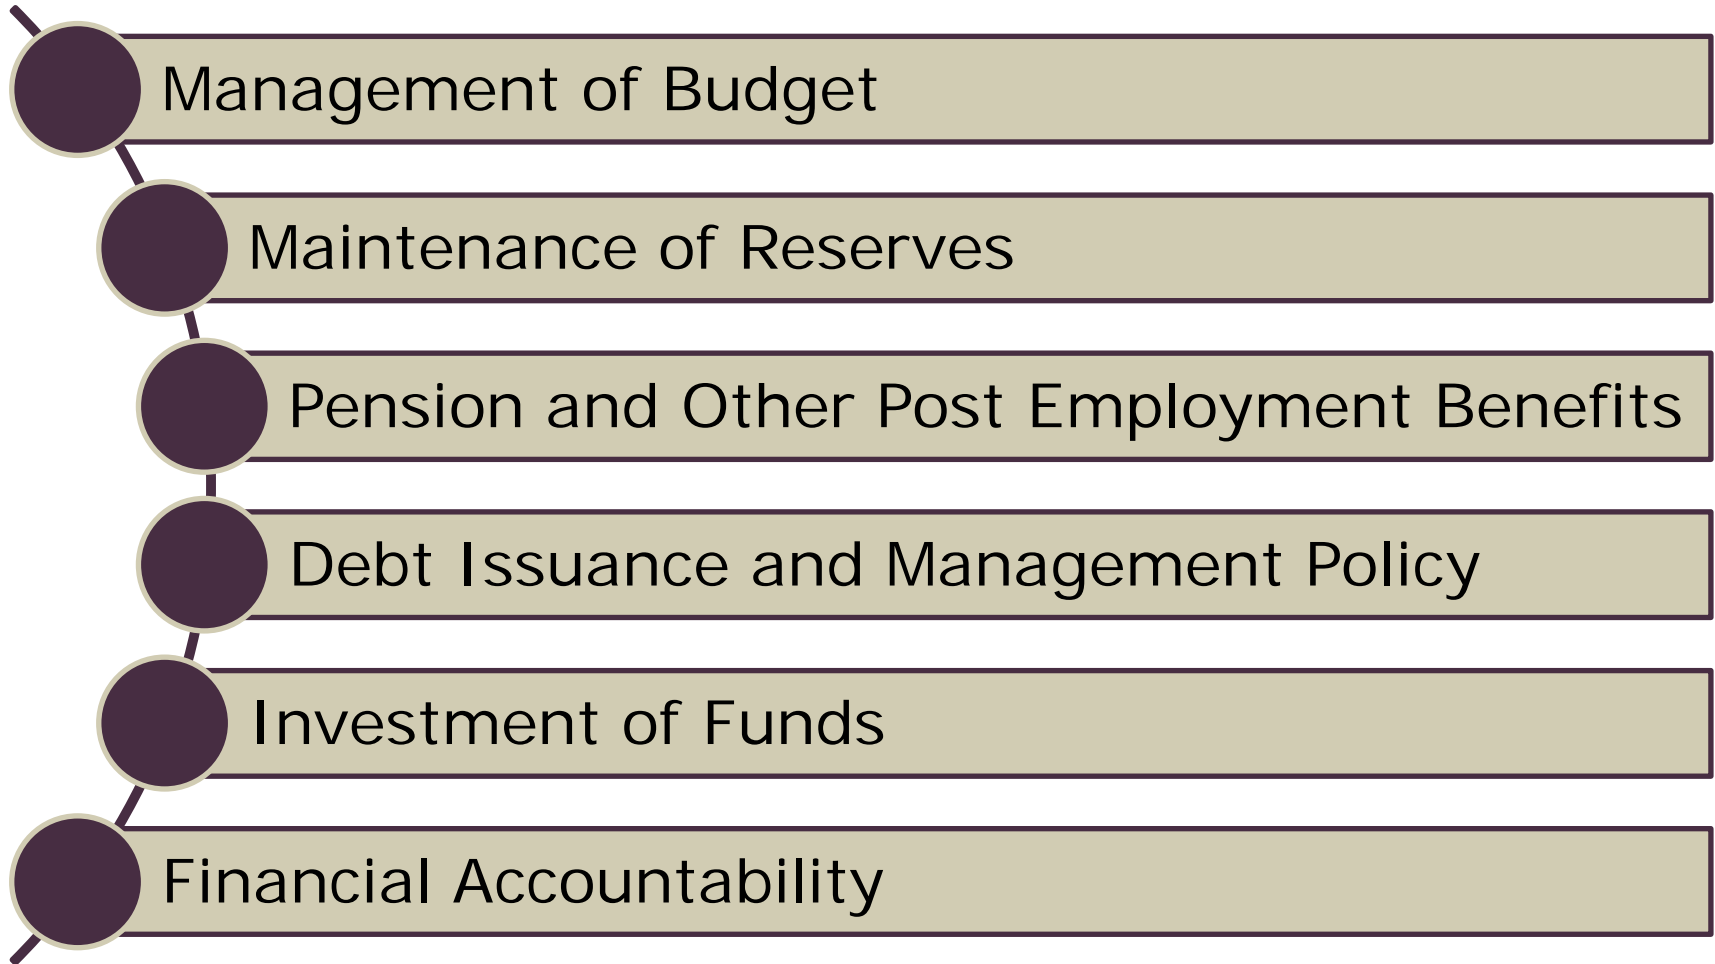 Management of Budget
Maintenance of Reserves
Pension and Other Post Employment Benefits
Debt Issuance and Management Policy
Investment of Funds
Financial Accountability